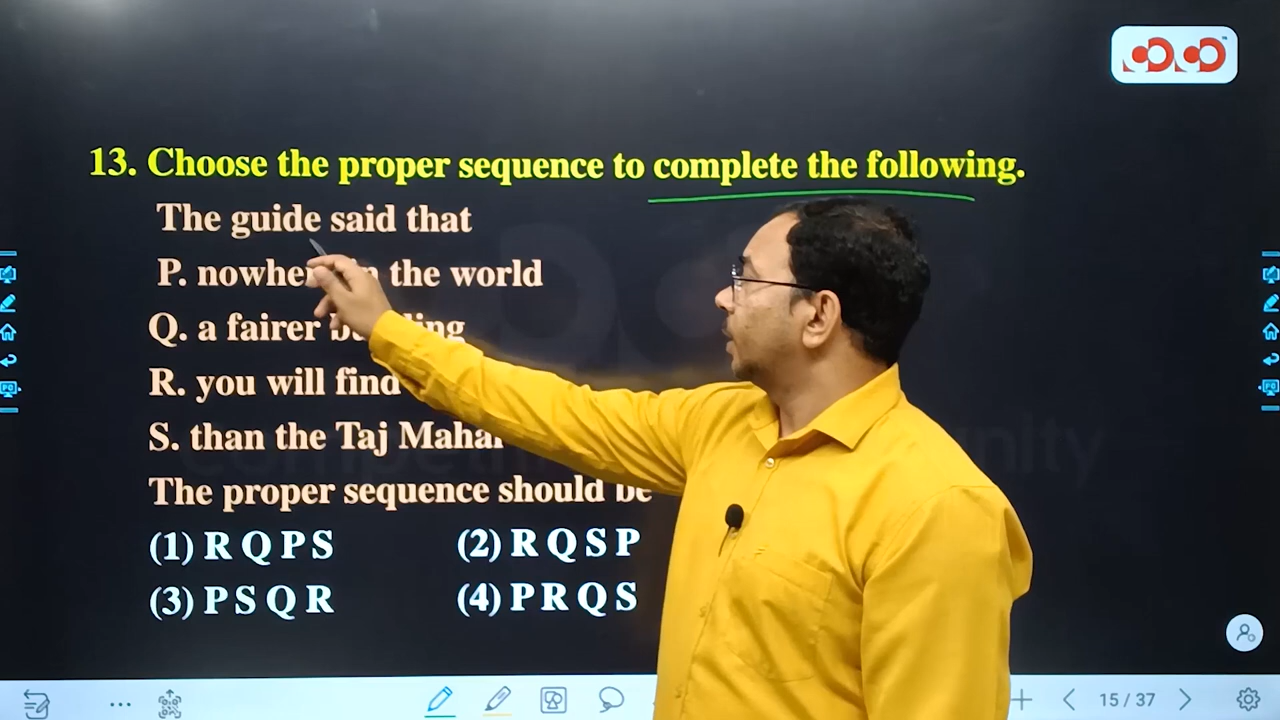 13. Choose the proper sequence to complete the following.
The guide said that
P. in the world
Q. a fairer
R. you will find
S. than the Taj
The proper sequence should be
(1) R Q P S (2) R Q S P
(3) P S Q R (4) P R Q S
15 / 37